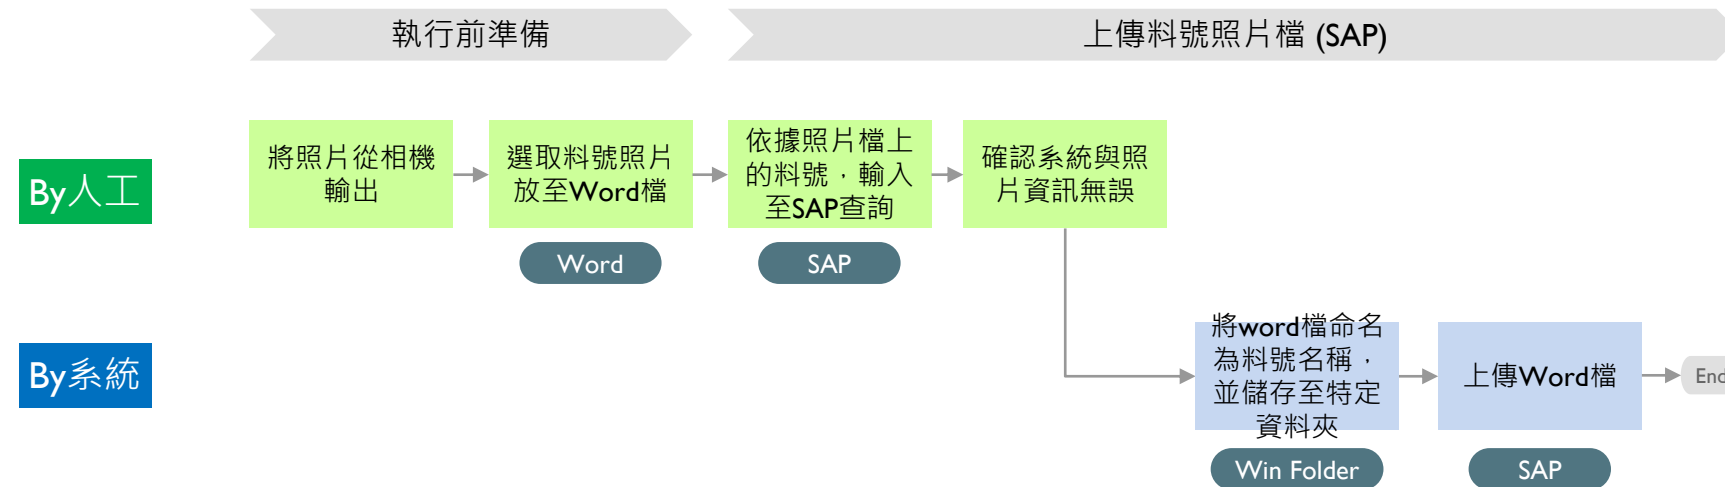 執行前準備
上傳料號照片檔 (SAP)
By人工
將照片從相機
輸出
選取料號照片
放至Word檔
Word
依據照片檔上
的料號，輸入
至SAP查詢
SAP
確認系統與照
片資訊無誤
By系統
將word檔命名
為料號名稱，
並儲存至特定
資料夾
Win Folder
上傳Word檔
SAP
End